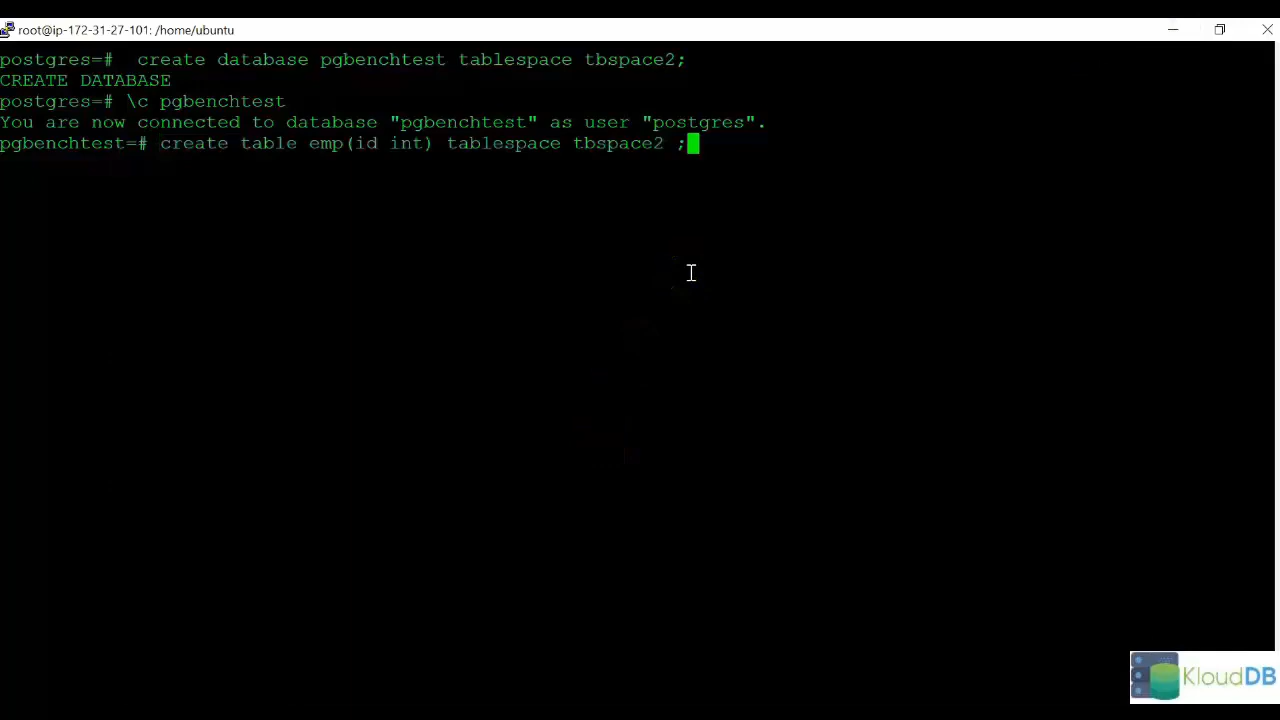 root@ip-172-31-27-101: /home/ubuntu
postgres=#  create database pgbenchtest tablespace tbspace2;
CREATE DATABASE
postgres=# \c pgbenchtest
You are now connected to database "pgbenchtest" as user "postgres".
pgbenchtest=# create table emp(id int) tablespace tbspace2 ;
KloudDB